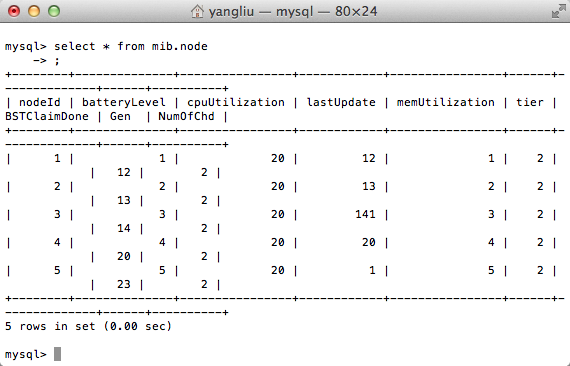 yangliu — mysql — 80×24
mysql> select * from mib.node
    -> ;
+--------+--------------+----------------+------------+----------------+------+-
-------------+------+----------+
| nodeId | batteryLevel | cpuUtilization | lastUpdate | memUtilization | tier | 
BSTClaimDone | Gen  | NumOfChd |
+--------+--------------+----------------+------------+----------------+------+-
-------------+------+----------+
|      1 |            1 |             20 |         12 |              1 |    2 | 
             |   12 |        2 |
|      2 |            2 |             20 |         13 |              2 |    2 | 
             |   13 |        2 |
|      3 |            3 |             20 |        141 |              3 |    2 | 
             |   14 |        2 |
|      4 |            4 |             20 |         20 |              4 |    2 | 
             |   20 |        2 |
|      5 |            5 |             20 |          1 |              5 |    2 | 
             |   23 |        2 |
+--------+--------------+----------------+------------+----------------+------+-
-------------+------+----------+
5 rows in set (0.00 sec)
mysql>